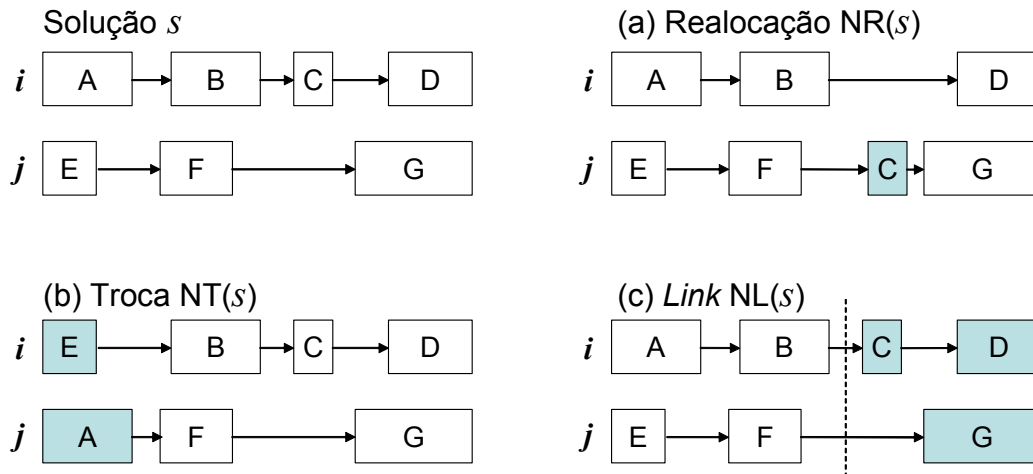 Solução s
i A B C D
j E F G
(a) Realocação NR(s)
i A B D
j E F C G
(b) Troca NT(s)
i E B C D
j A F G
(c) Link NL(s)
i A B C D
j E F G